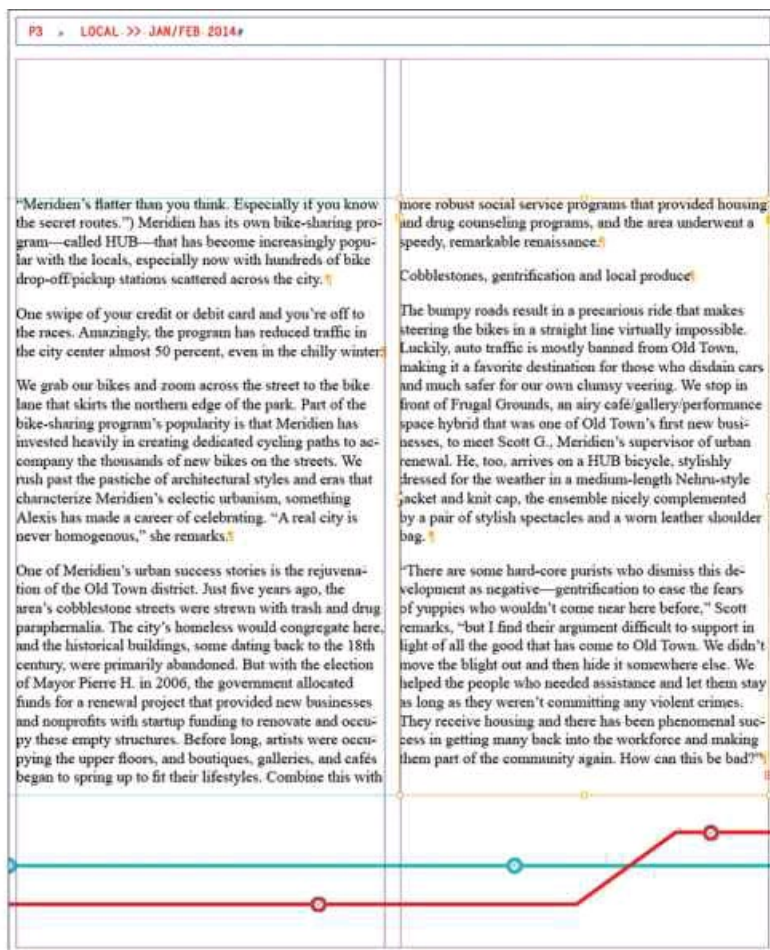 P3 » LOCAL >> JAN/FEB 2014
“Meridien’s flatter than you think. Especially if you know
the secret routes.”) Meridien has its own bike-sharing pro-
gram—called HUB—that has become increasingly popu-
lar with the locals, especially now with hundreds of bike
drop-off/pickup stations scattered across the city.
One swipe of your credit or debit card and you’re off to
the races. Amazingly, the program has reduced traffic in
the city center almost 50 percent, even in the chilly winter.
We grab our bikes and zoom across the street to the bike
lane that skirts the northern edge of the park. Part of the
bike-sharing program’s popularity is that Meridien has
invested heavily in creating dedicated cycling paths to ac-
company the thousands of new bikes on the streets. We
rush past the pastiche of architectural styles and eras that
characterize Meridien’s eclectic urbanism, something
Alexis has made a career of celebrating. “A real city is
never homogenous,” she remarks.
One of Meridien’s urban success stories is the rejuvena-
tion of the Old Town district. Just five years ago, the
area’s cobblestone streets were strewn with trash and drug
paraphernalia. The city’s homeless would congregate here,
and the historical buildings, some dating back to the 18th
century, were primarily abandoned. But with the election
of Mayor Pierre H. in 2006, the government allocated
funds for a renewal project that provided new businesses
and nonprofits with startup funding to renovate and occu-
py these empty structures. Before long, artists were occu-
pying the upper floors, and boutiques, galleries, and cafés
began to spring up to fit their lifestyles. Combine this with
more robust social service programs that provided housing
and drug counseling programs, and the area underwent a
speedy, remarkable renaissance.
Cobblestones, gentrification and local produce
The bumpy roads result in a precarious ride that makes
steering the bikes in a straight line virtually impossible.
Luckily, auto traffic is mostly banned from Old Town,
making it a favorite destination for those who disdain cars
and much safer for our own clumsy veering. We stop in
front of Frugal Grounds, an airy café/gallery/performance
space hybrid that was one of Old Town’s first new busi-
nesses, to meet Scott G., Meridien’s supervisor of urban
renewal. He, too, arrives on a HUB bicycle, stylishly
dressed for the weather in a medium-length Nehru-style
jacket and knit cap, the ensemble nicely complemented
by a pair of stylish spectacles and a worn leather shoulder
bag.
“There are some hard-core purists who dismiss this de-
velopment as negative—gentrification to ease the fears
of yuppies who wouldn’t come near here before,” Scott
remarks, “but I find their argument difficult to support in
light of all the good that has come to Old Town. We didn’t
move the blight out and then hide it somewhere else. We
helped the people who needed assistance and let them stay
as long as they weren’t committing any violent crimes.
They receive housing and there has been phenomenal suc-
cess in getting many back into the workforce and making
them part of the community again. How can this be bad?”